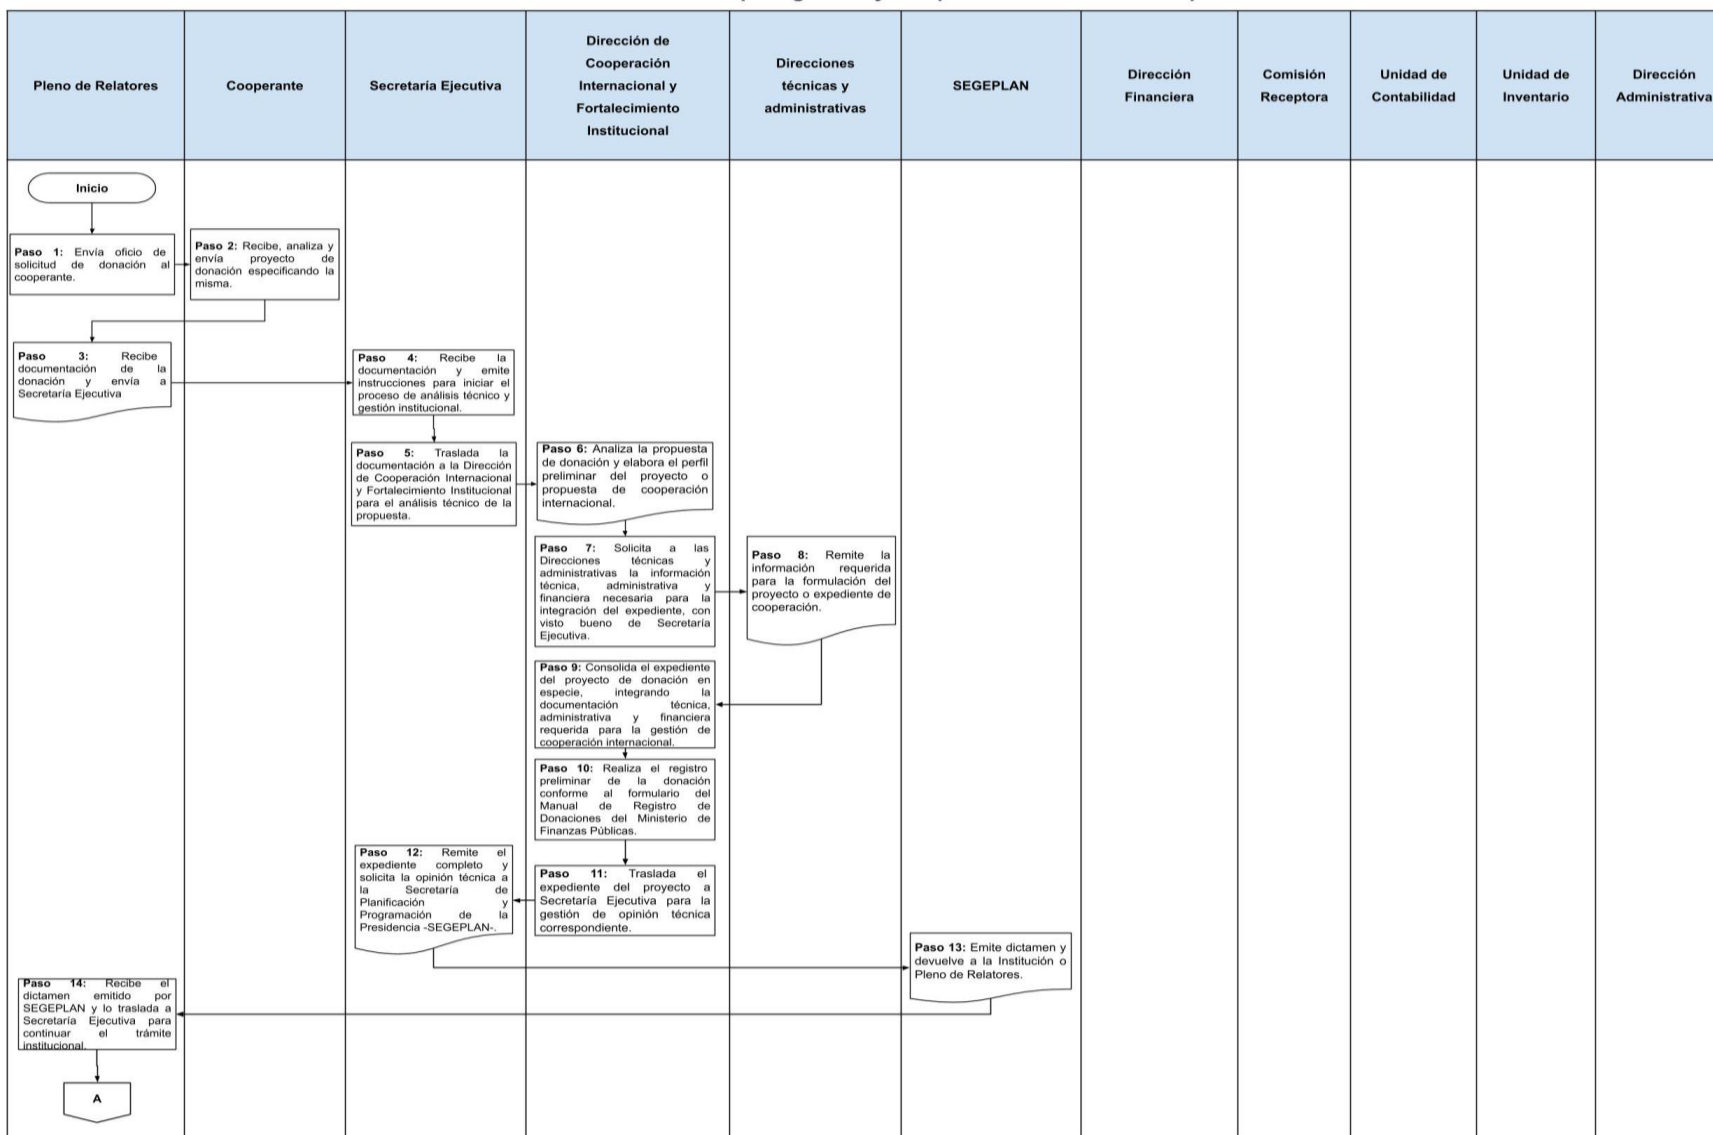 Pleno de Relatores
Cooperante
Secretaría Ejecutiva
Dirección de
Cooperación
Internacional y
Fortalecimiento
Institucional
Direcciones
técnicas y
administrativas
SEGEPLAN
Dirección
Financiera
Comisión
Receptora
Unidad de
Contabilidad
Unidad de
Inventario
Dirección
Administrativa
Inicio
Paso 1: Envía oficio de
solicitud de donación al
cooperante.
Paso 2: Recibe, analiza y
envía proyecto de
donación especificando la
misma.
Paso 3: Recibe
documentación de la
donación y envía a
Secretaría Ejecutiva
Paso 4: Recibe la
documentación y emite
instrucciones para iniciar el
proceso de análisis técnico y
gestión institucional.
Paso 5: Traslada la
documentación a la Dirección
de Cooperación Internacional
y Fortalecimiento Institucional
para el análisis técnico de la
propuesta.
Paso 6: Analiza la propuesta
de donación y elabora el perfil
preliminar del proyecto o
propuesta de cooperación
internacional.
Paso 7: Solicita a las
Direcciones técnicas y
administrativas la información
técnica, administrativa y
financiera necesaria para la
integración del expediente, con
visto bueno de Secretaría
Ejecutiva.
Paso 8: Remite la
información requerida
para la formulación del
proyecto o expediente de
cooperación.
Paso 9: Consolida el expediente
del proyecto de donación en
especie, integrando la
documentación técnica,
administrativa y financiera
requerida para la gestión de
cooperación internacional.
Paso 10: Realiza el registro
preliminar de la donación
conforme al formulario del
Manual de Registro de
Donaciones del Ministerio de
Finanzas Públicas.
Paso 12: Remite el
expediente completo y
solicita la opinión técnica a
la Secretaría de
Planificación y
Programación de la
Presidencia -SEGEPLAN-.
Paso 11: Traslada el
expediente del proyecto a
Secretaría Ejecutiva para la
gestión de opinión técnica
correspondiente.
Paso 13: Emite dictamen y
devuelve a la Institución o
Pleno de Relatores.
Paso 14: Recibe el
dictamen emitido por
SEGEPLAN y lo traslada a
Secretaría Ejecutiva para
continuar el trámite
institucional.
A